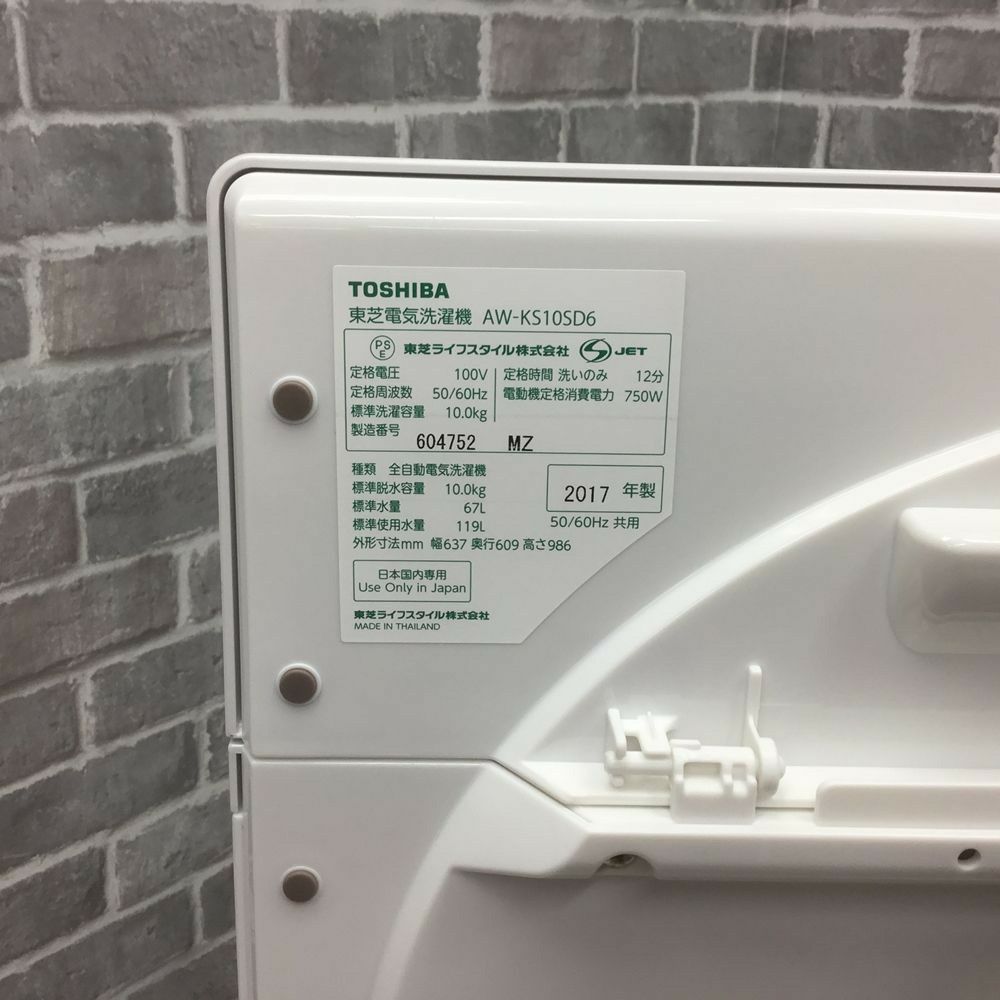 TOSHIBA
東芝電気洗濯機 AW-KS10SD6
PS E 東芝ライフスタイル株式会社 S JET
定格電圧 100V 定格時間 洗いのみ 12分
定格周波数 50/60Hz 電動機定格消費電力 750W
標準洗濯容量 10.0kg
製造番号 604752 MZ
種類 全自動電気洗濯機
標準脱水容量 10.0kg
標準水量 67L
標準使用水量 119L
2017 年製
50/60Hz 共用
外形寸法mm 幅637 奥行609 高さ986
日本国内専用
Use Only in Japan
東芝ライフスタイル株式会社
MADE IN THAILAND